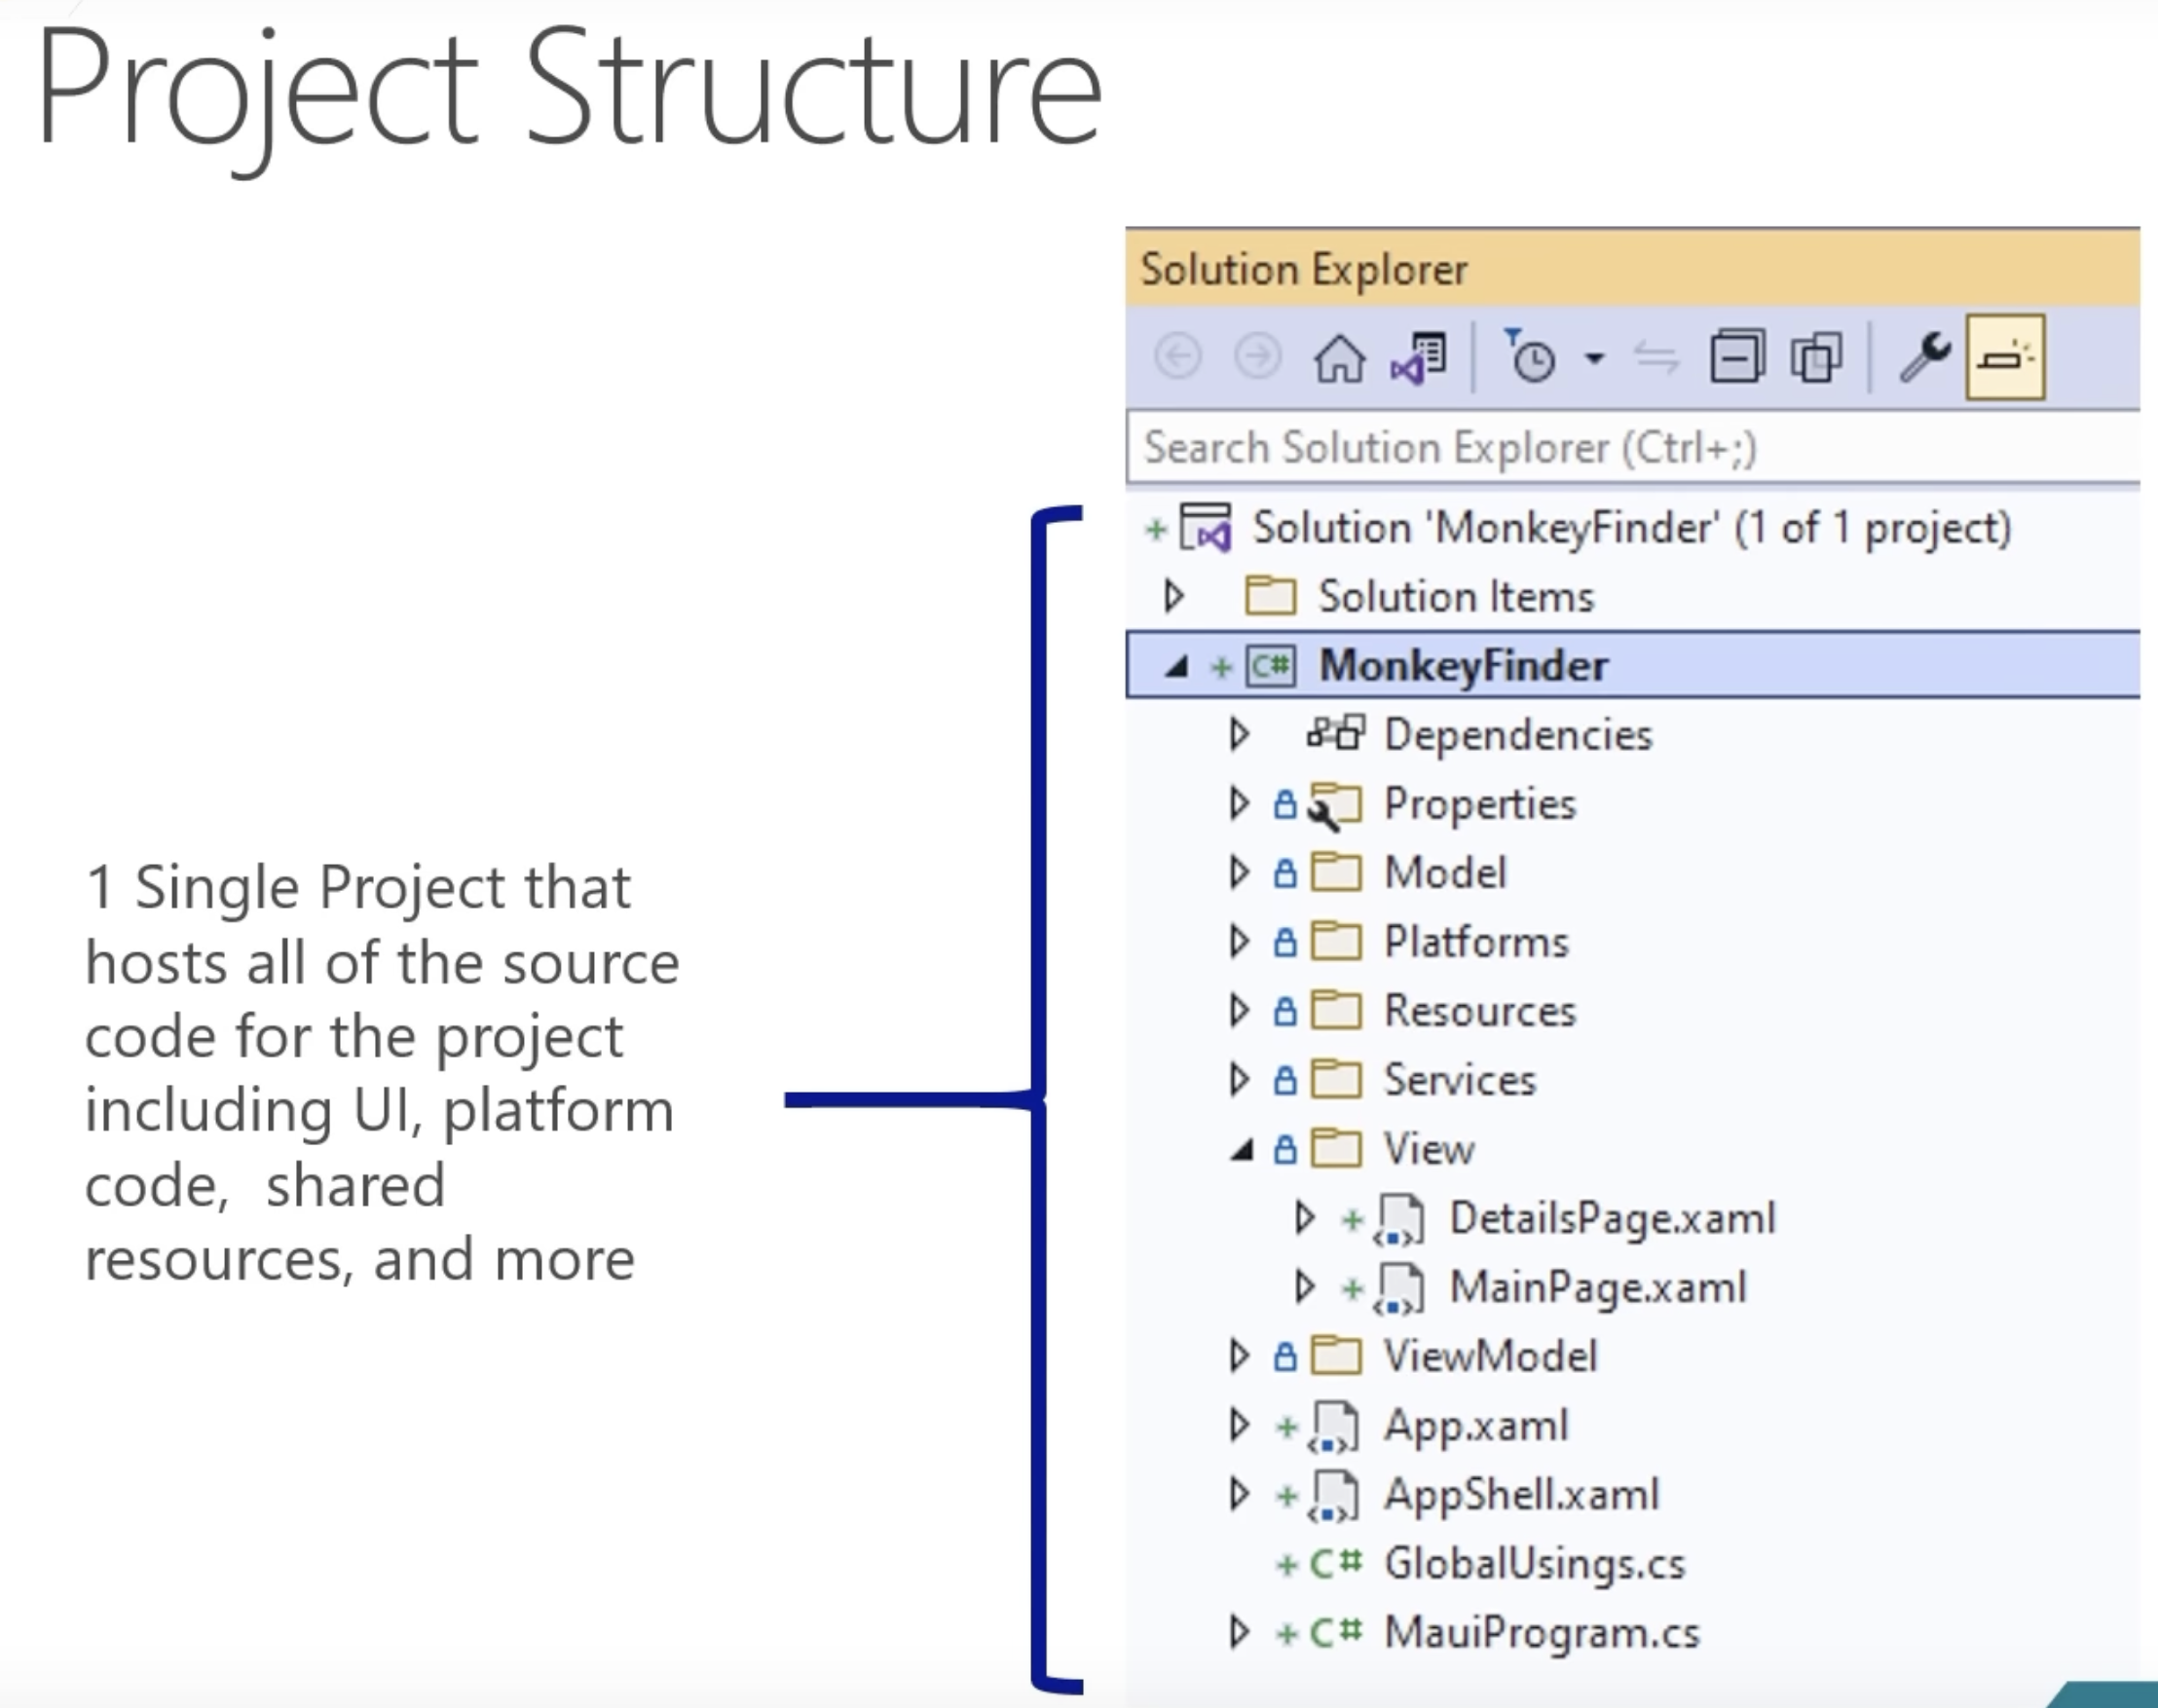 Project Structure
1 Single Project that
hosts all of the source
code for the project
including UI, platform
code,  shared
resources, and more
Solution Explorer
Search Solution Explorer (Ctrl+;)
Solution 'MonkeyFinder' (1 of 1 project)
Solution Items
C# MonkeyFinder
Dependencies
Properties
Model
Platforms
Resources
Services
View
DetailsPage.xaml
MainPage.xaml
ViewModel
App.xaml
AppShell.xaml
C# GlobalUsings.cs
C# MauiProgram.cs